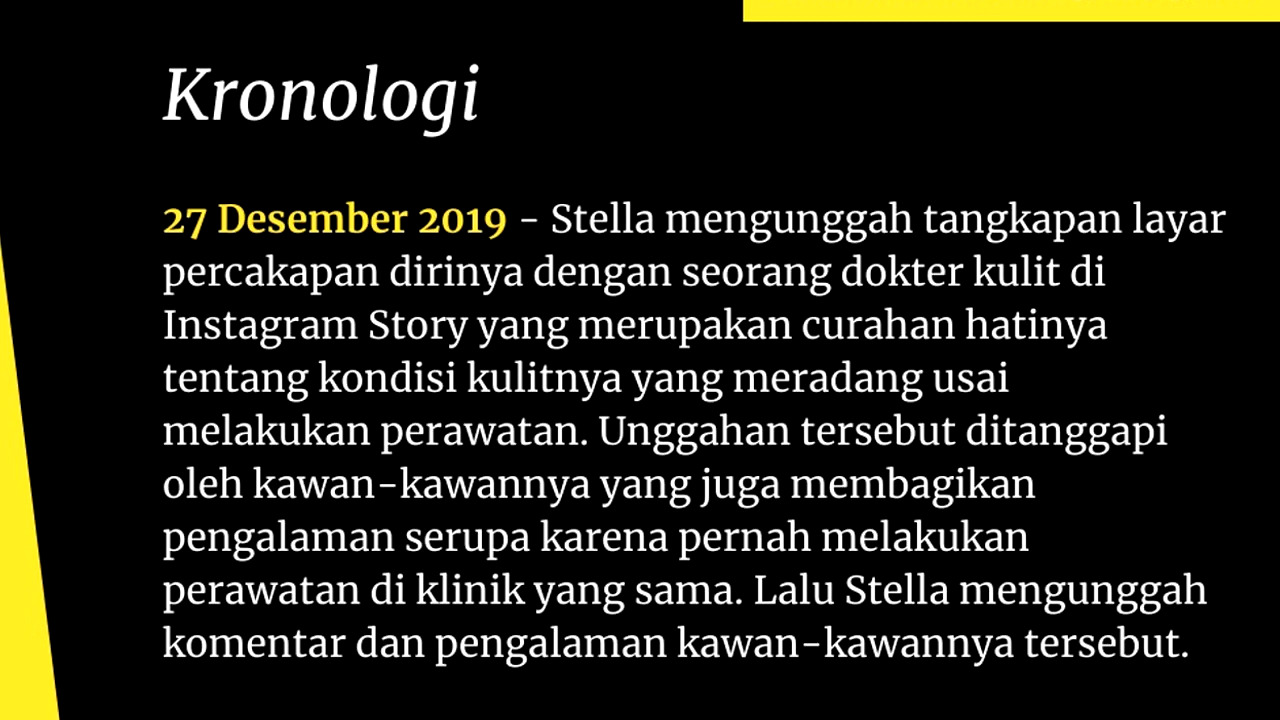 Kronologi
27 Desember 2019 - Stella mengunggah tangkapan layar
percakapan dirinya dengan seorang dokter kulit di
Instagram Story yang merupakan curahan hatinya
tentang kondisi kulitnya yang meradang usai
melakukan perawatan. Unggahan tersebut ditanggapi
oleh kawan-kawannya yang juga membagikan
pengalaman serupa karena pernah melakukan
perawatan di klinik yang sama. Lalu Stella mengunggah
komentar dan pengalaman kawan-kawannya tersebut.